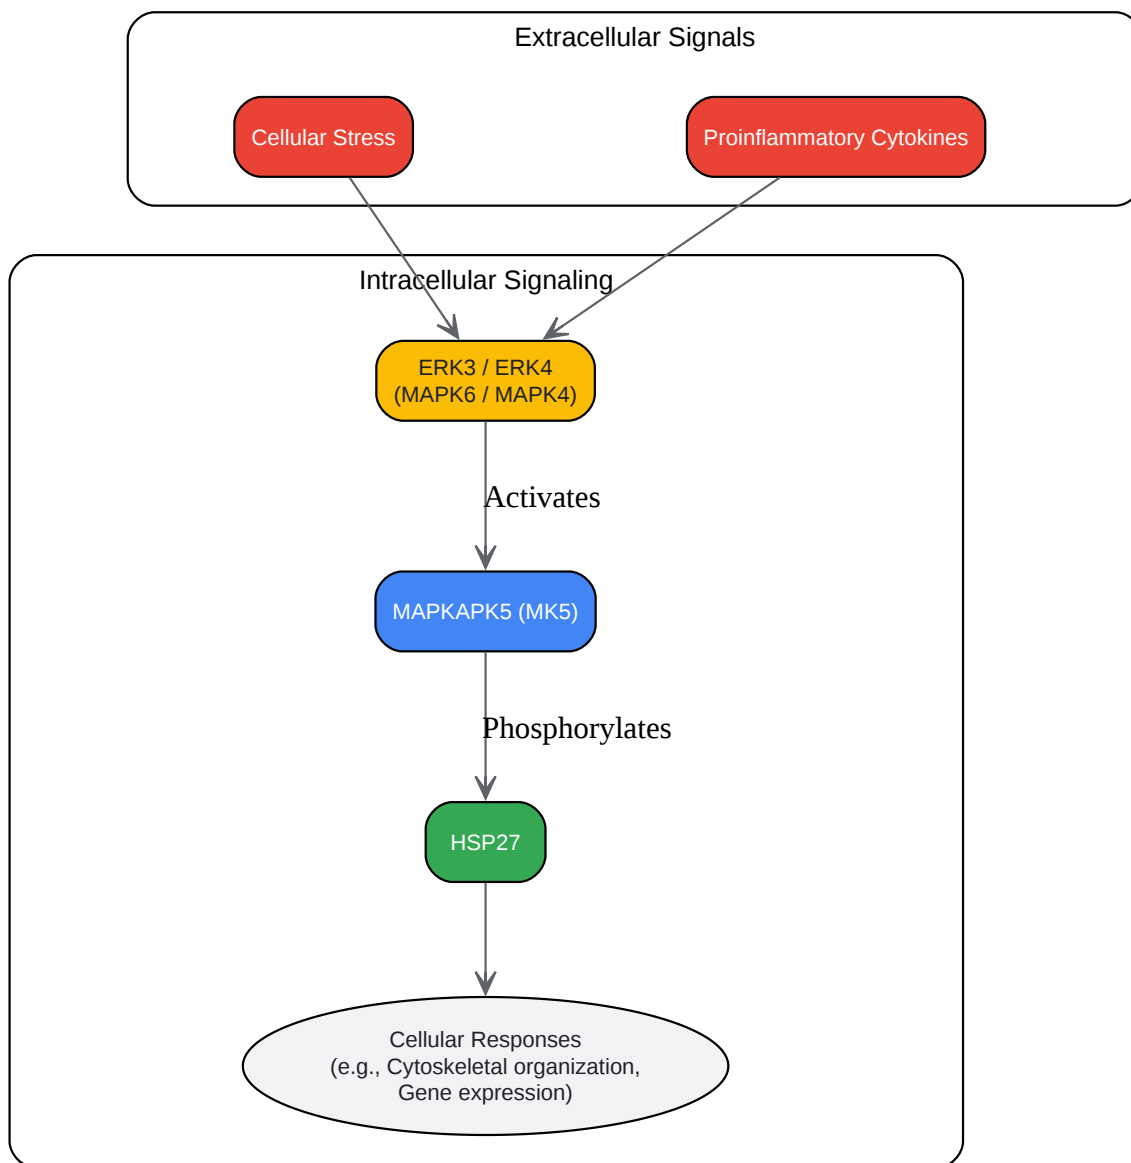 Extracellular Signals
Cellular Stress
Proinflammatory Cytokines
Intracellular Signaling
ERK3 / ERK4
(MAPK6 / MAPK4)
Activates
MAPKAPK5 (MK5)
Phosphorylates
HSP27
Cellular Responses
(e.g., Cytoskeletal organization,
Gene expression)